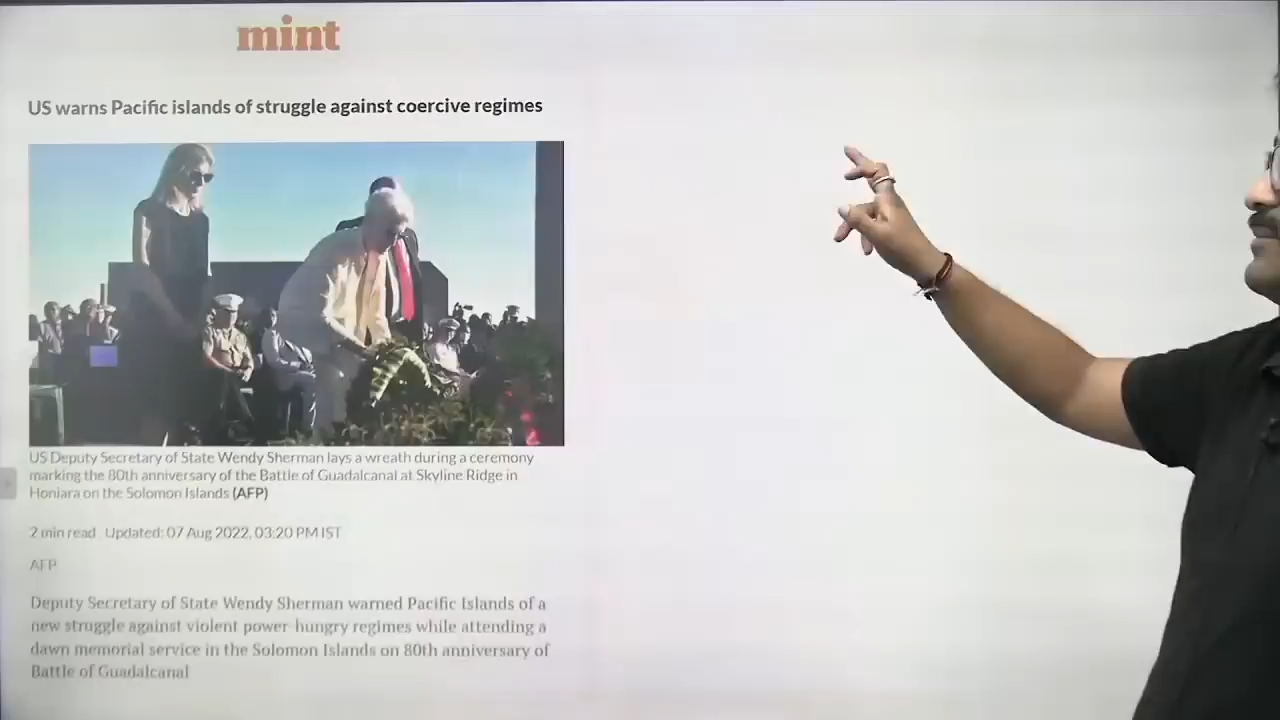 mint
US warns Pacific islands of struggle against coercive regimes
US Deputy Secretary of State Wendy Sherman lays a wreath during a ceremony
marking the 80th anniversary of the Battle of Guadalcanal at Skyline Ridge in
Honiara on the Solomon Islands (AFP)
2 min read Updated: 07 Aug 2022, 03:20 PM IST
AFP
Deputy Secretary of State Wendy Sherman warned Pacific Islands of a
new struggle against violent power-hungry regimes while attending a
dawn memorial service in the Solomon Islands on 80th anniversary of
Battle of Guadalcanal